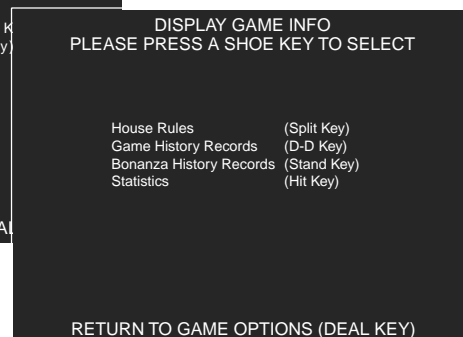 DISPLAY GAME INFO
PLEASE PRESS A SHOE KEY TO SELECT
House Rules (Split Key)
Game History Records (D-D Key)
Bonanza History Records (Stand Key)
Statistics (Hit Key)
RETURN TO GAME OPTIONS (DEAL KEY)